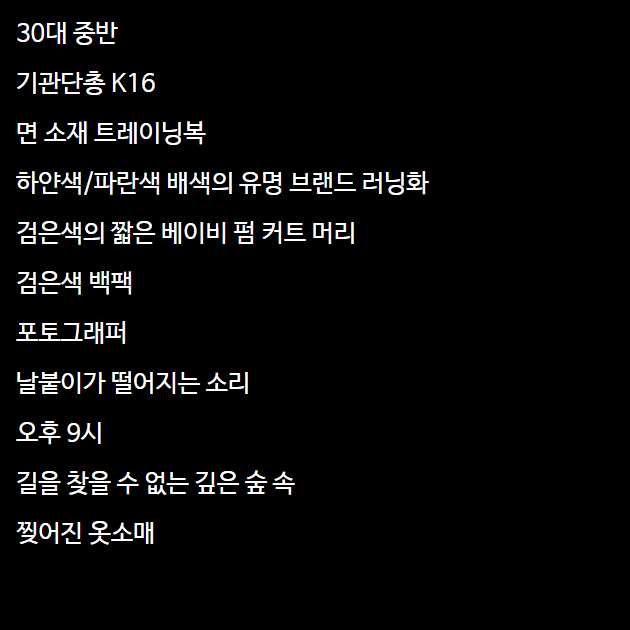 30대 중반
기관단총 K16
면 소재 트레이닝복
하얀색/파란색 배색의 유명 브랜드 러닝화
검은색의 짧은 베이비 펌 커트 머리
검은색 백팩
포토그래퍼
날붙이가 떨어지는 소리
오후 9시
길을 찾을 수 없는 깊은 숲 속
찢어진 옷소매